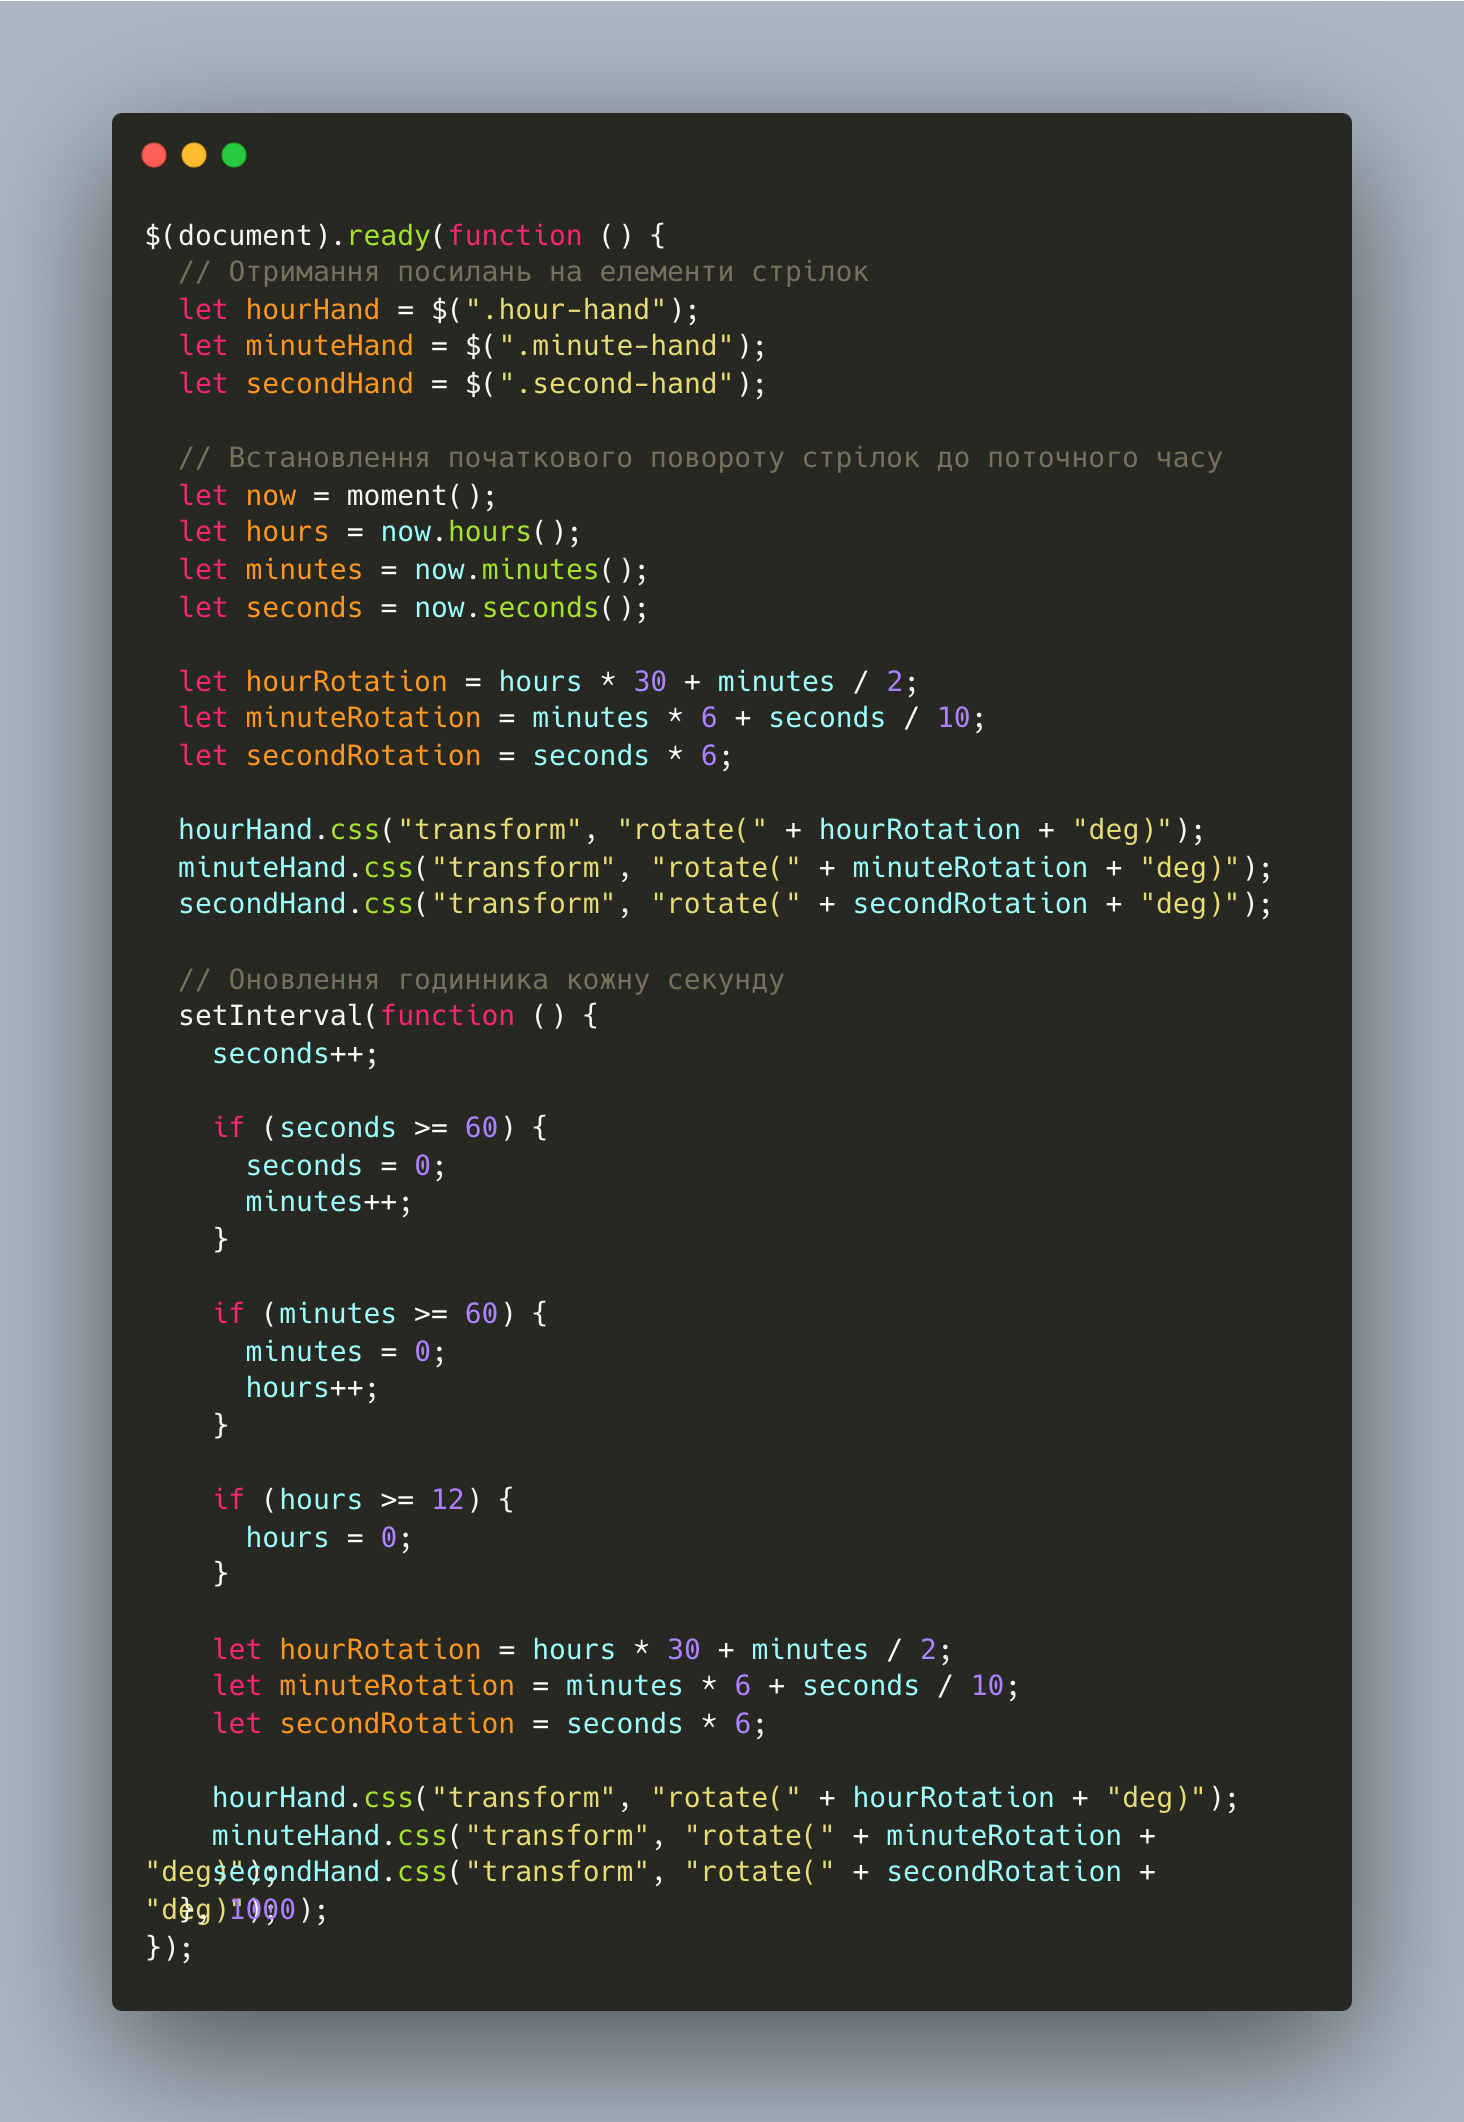 $(document).ready(function () {
  // Отримання посилань на елементи стрілок
  let hourHand = $(".hour-hand");
  let minuteHand = $(".minute-hand");
  let secondHand = $(".second-hand");

  // Встановлення початкового повороту стрілок до поточного часу
  let now = moment();
  let hours = now.hours();
  let minutes = now.minutes();
  let seconds = now.seconds();

  let hourRotation = hours * 30 + minutes / 2;
  let minuteRotation = minutes * 6 + seconds / 10;
  let secondRotation = seconds * 6;

  hourHand.css("transform", "rotate(" + hourRotation + "deg)");
  minuteHand.css("transform", "rotate(" + minuteRotation + "deg)");
  secondHand.css("transform", "rotate(" + secondRotation + "deg)");

  // Оновлення годинника кожну секунду
  setInterval(function () {
    seconds++;

    if (seconds >= 60) {
      seconds = 0;
      minutes++;
    }

    if (minutes >= 60) {
      minutes = 0;
      hours++;
    }

    if (hours >= 12) {
      hours = 0;
    }

    let hourRotation = hours * 30 + minutes / 2;
    let minuteRotation = minutes * 6 + seconds / 10;
    let secondRotation = seconds * 6;

    hourHand.css("transform", "rotate(" + hourRotation + "deg)");
    minuteHand.css("transform", "rotate(" + minuteRotation +
"deg)");
    secondHand.css("transform", "rotate(" + secondRotation +
"deg)");
  }, 1000);
});